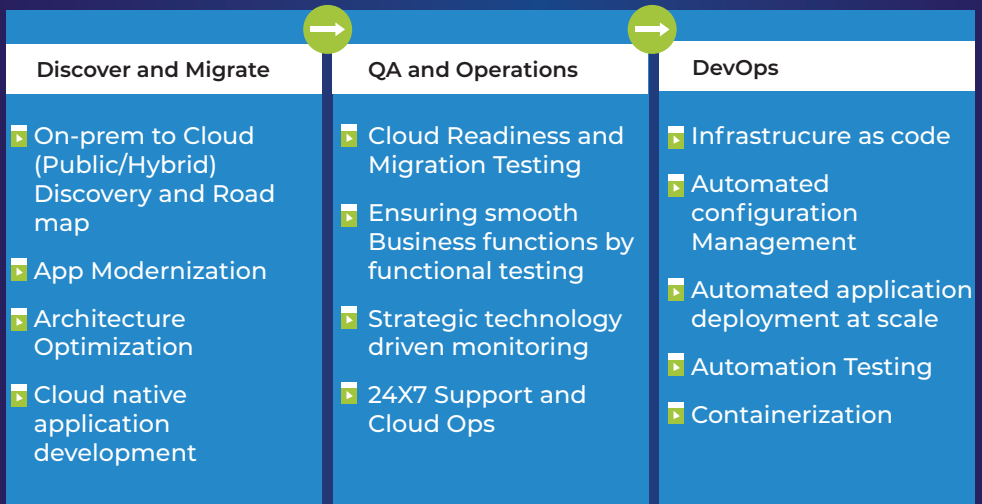 Discover and Migrate
On-prem to Cloud
(Public/Hybrid)
Discovery and Road
map
App Modernization
Architecture
Optimization
Cloud native
application
development
QA and Operations
Cloud Readiness and
Migration Testing
Ensuring smooth
Business functions by
functional testing
Strategic technology
driven monitoring
24X7 Support and
Cloud Ops
DevOps
Infrastrucure as code
Automated
configuration
Management
Automated application
deployment at scale
Automation Testing
Containerization